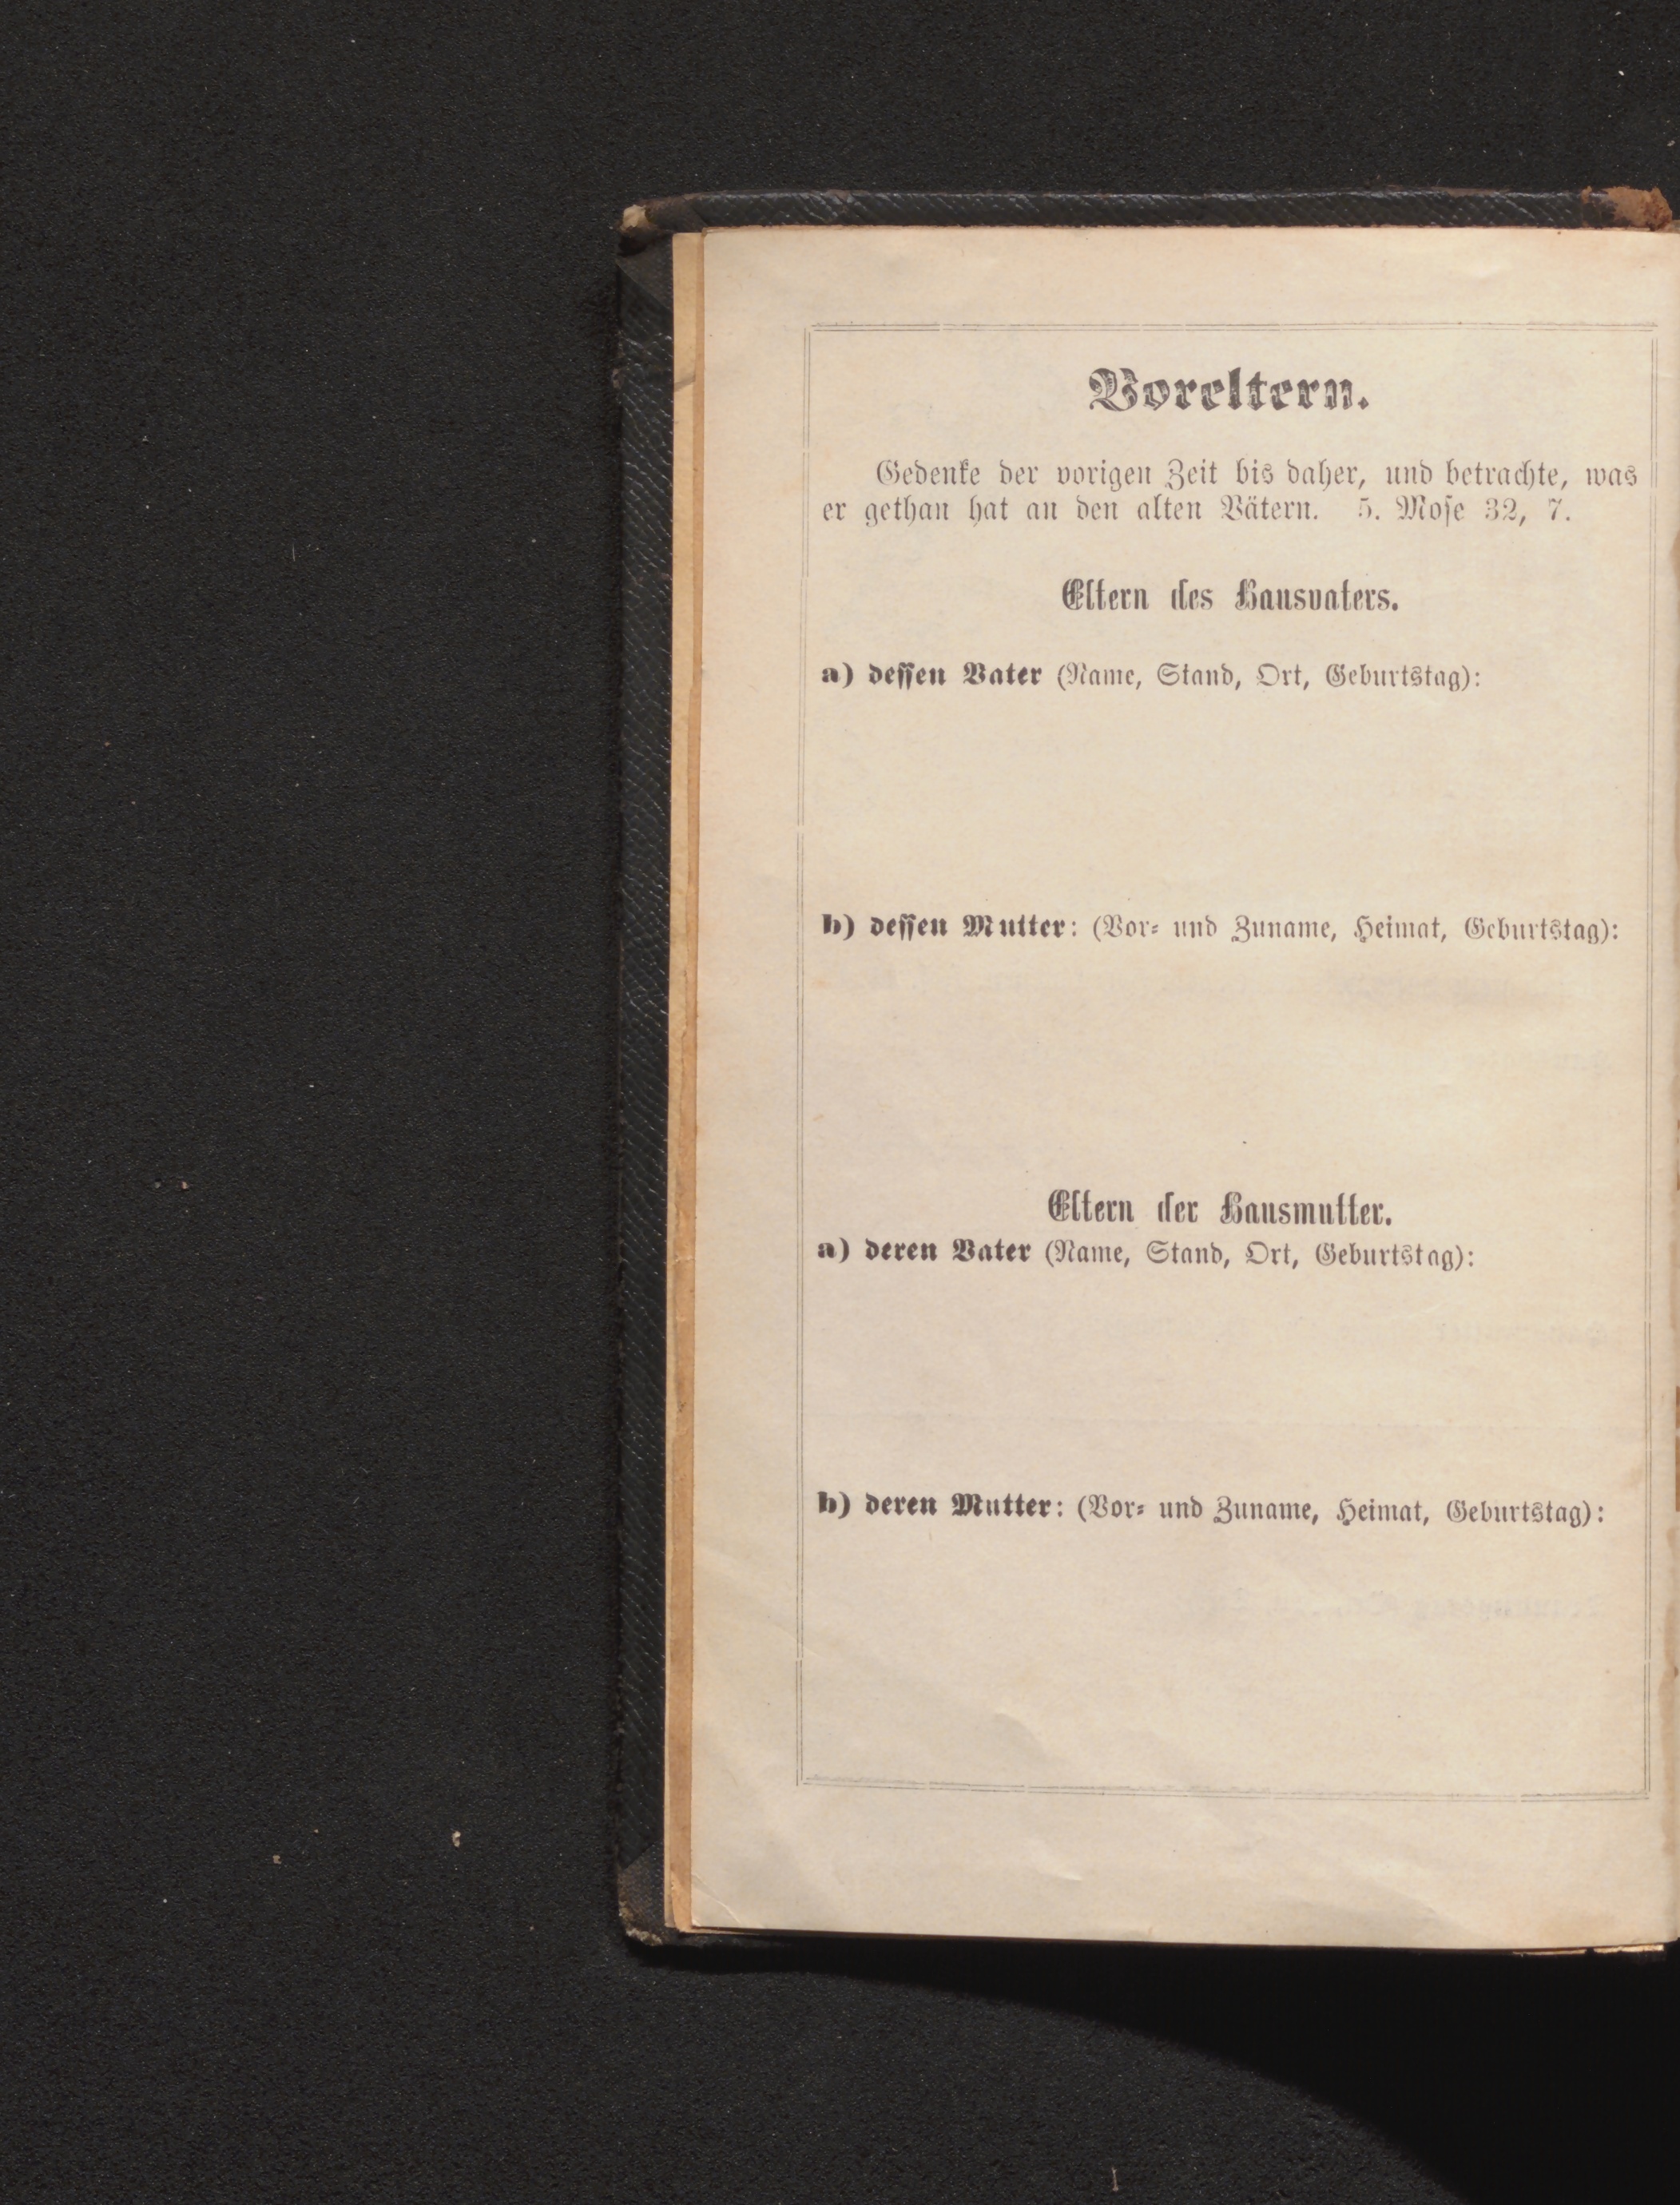 Voreltern.
Gedenke der vorigen Zeit bis daher, und betrachte, was
er gethan hat an den alten Vätern. 5. Mose 32, 7.
Eltern des Hausvaters.
a) dessen Vater (Name, Stand, Ort, Geburtstag):
b) dessen Mutter: (Vor- und Zuname, Heimat, Geburtstag):
Eltern der Hausmutter.
a) deren Vater (Name, Stand, Ort, Geburtstag):
b) deren Mutter: (Vor- und Zuname, Heimat, Geburtstag):